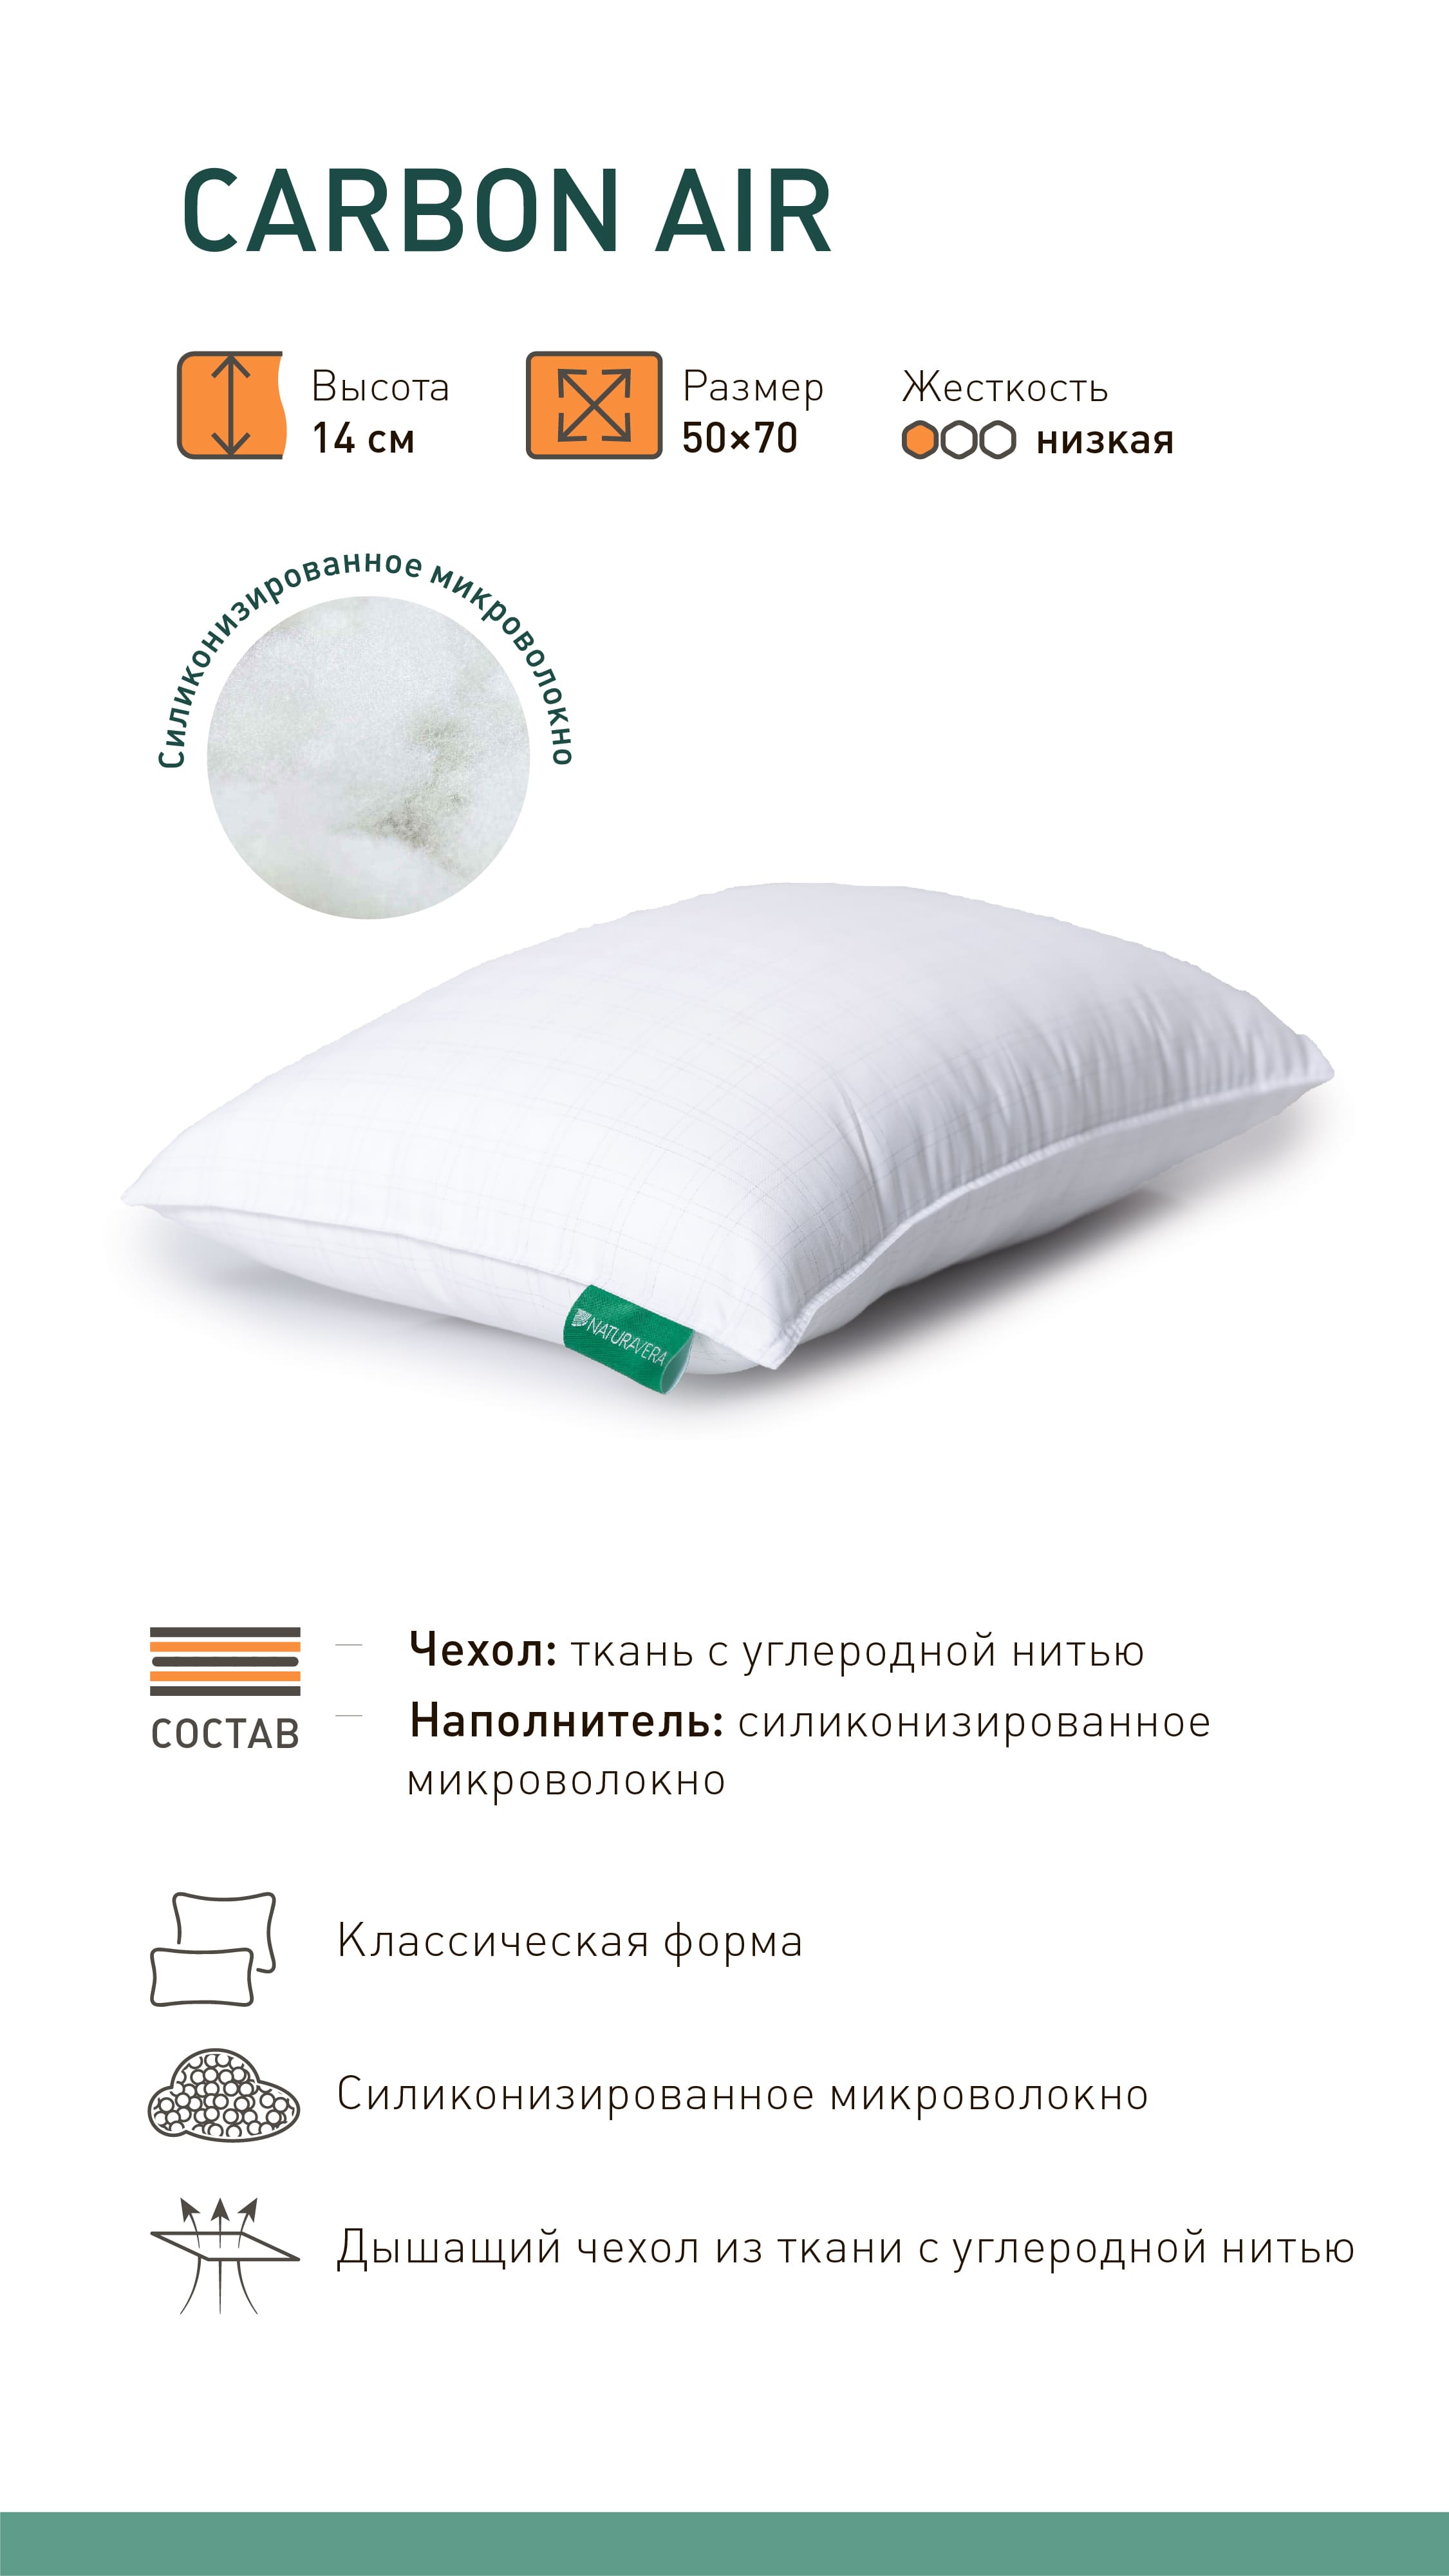 CARBON AIR
Высота
14 см
Размер
50×70
Жесткость
низкая
Силиконизированное микроволокно
NATURAVERA
СОСТАВ
Чехол: ткань с углеродной нитью
Наполнитель: силиконизированное
микроволокно
Классическая форма
Силиконизированное микроволокно
Дышащий чехол из ткани с углеродной нитью